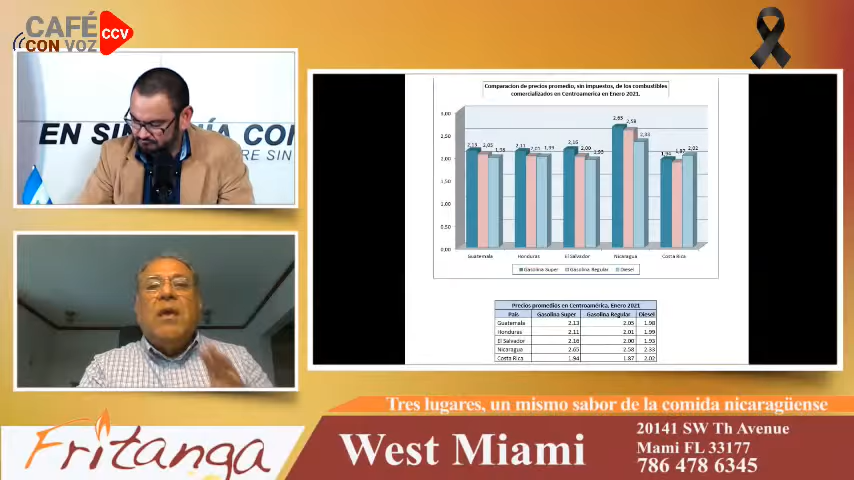 CAFÉ
CON VOZ
CCV
EN SIN
ÍA CO
RE SIN
Comparacion de precios promedio, sin impuestos, de los combustibles
comercializados en Centroamerica en Enero 2021.
3,00
2,50
2,00
1,50
1,00
0,50
0,00
2,13 2,05 1,98
2,11 2,01 1,99
2,16 2,00 1,93
2,65 2,58 2,33
1,94 1,87 2,02
Guatemala Honduras El Salvador Nicaragua Costa Rica
Gasolina Super Gasolina Regular Diesel
Precios promedios en Centroamérica, Enero 2021
País Gasolina Super Gasolina Regular Diesel
Guatemala 2.13 2.05 1.98
Honduras 2.11 2.01 1.99
El Salvador 2.16 2.00 1.93
Nicaragua 2.65 2.58 2.33
Costa Rica 1.94 1.87 2.02
Tres lugares, un mismo sabor de la comida nicaragüense
Fritanga
West Miami
20141 SW Th Avenue
Mami FL 33177
786 478 6345